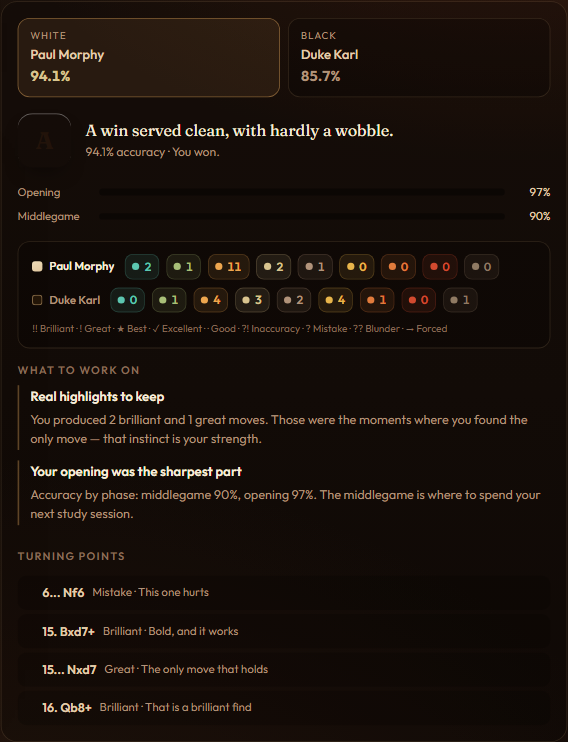 WHITE
Paul Morphy
94.1%
BLACK
Duke Karl
85.7%
A
A win served clean, with hardly a wobble.
94.1% accuracy · You won.
Opening 97%
Middlegame 90%
Paul Morphy 2 1 11 2 1 0 0 0 0
Duke Karl 0 1 4 3 2 4 1 0 1
!! Brilliant · ! Great · ★ Best · ✓ Excellent · · Good · ?! Inaccuracy · ? Mistake · ?? Blunder · → Forced
WHAT TO WORK ON
Real highlights to keep
You produced 2 brilliant and 1 great moves. Those were the moments where you found the
only move — that instinct is your strength.
Your opening was the sharpest part
Accuracy by phase: middlegame 90%, opening 97%. The middlegame is where to spend your
next study session.
TURNING POINTS
6... Nf6 Mistake · This one hurts
15. Bxd7+ Brilliant · Bold, and it works
15... Nxd7 Great · The only move that holds
16. Qb8+ Brilliant · That is a brilliant find